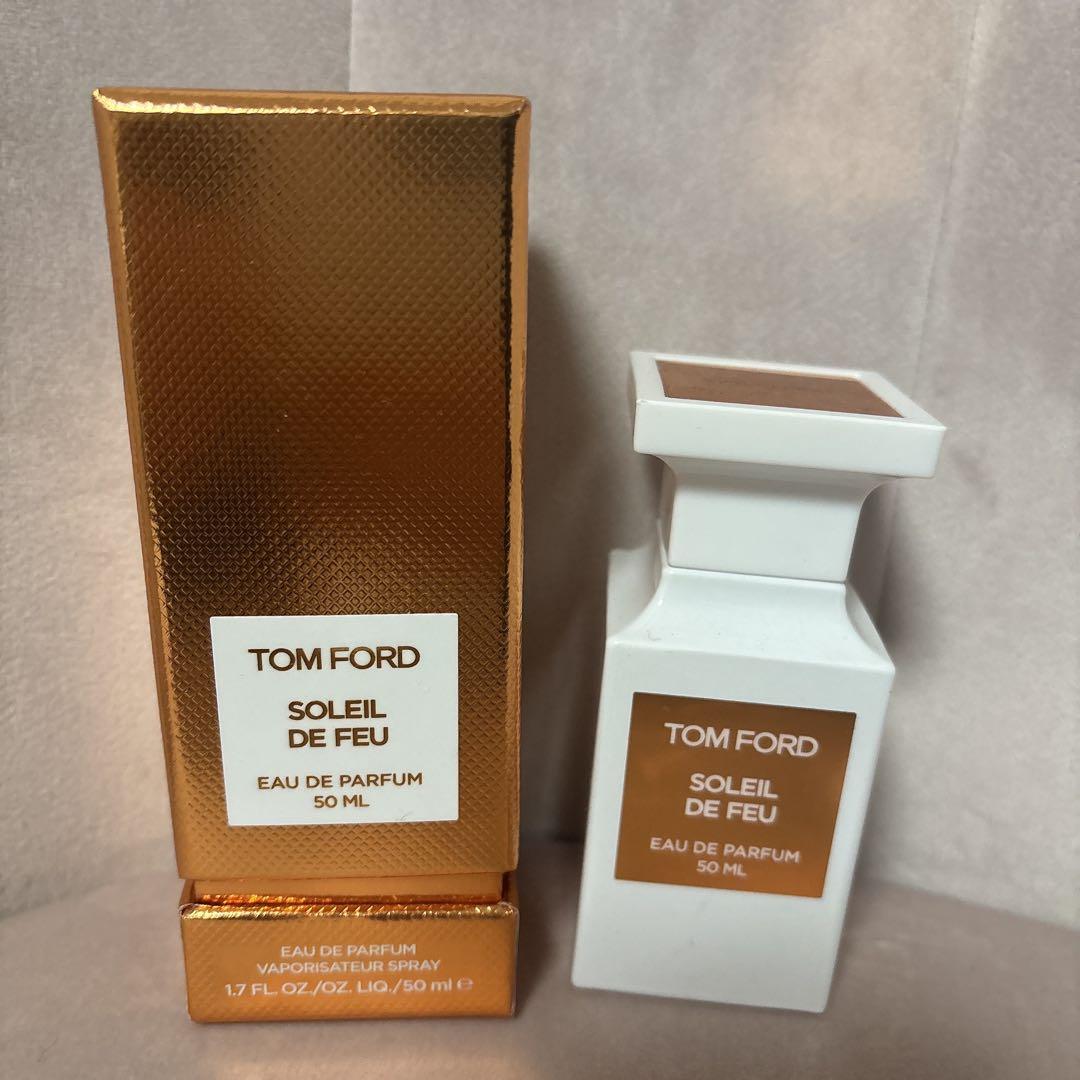 TOM FORD
SOLEIL
DE FEU
EAU DE PARFUM
50 ML
EAU DE PARFUM
VAPORISATEUR SPRAY
1.7 FL. OZ./OZ. LIQ./50 ml ℮
TOM FORD
SOLEIL
DE FEU
EAU DE PARFUM
50 ML